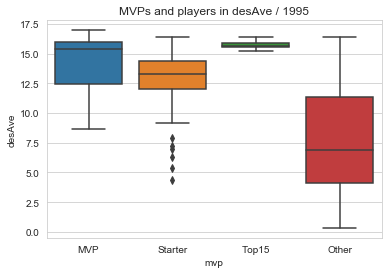 MVPs and players in desAve / 1995
17.5
15.0
12.5
10.0
7.5
5.0
2.5
0.0
desAve
MVP Starter Top15 Other
mvp